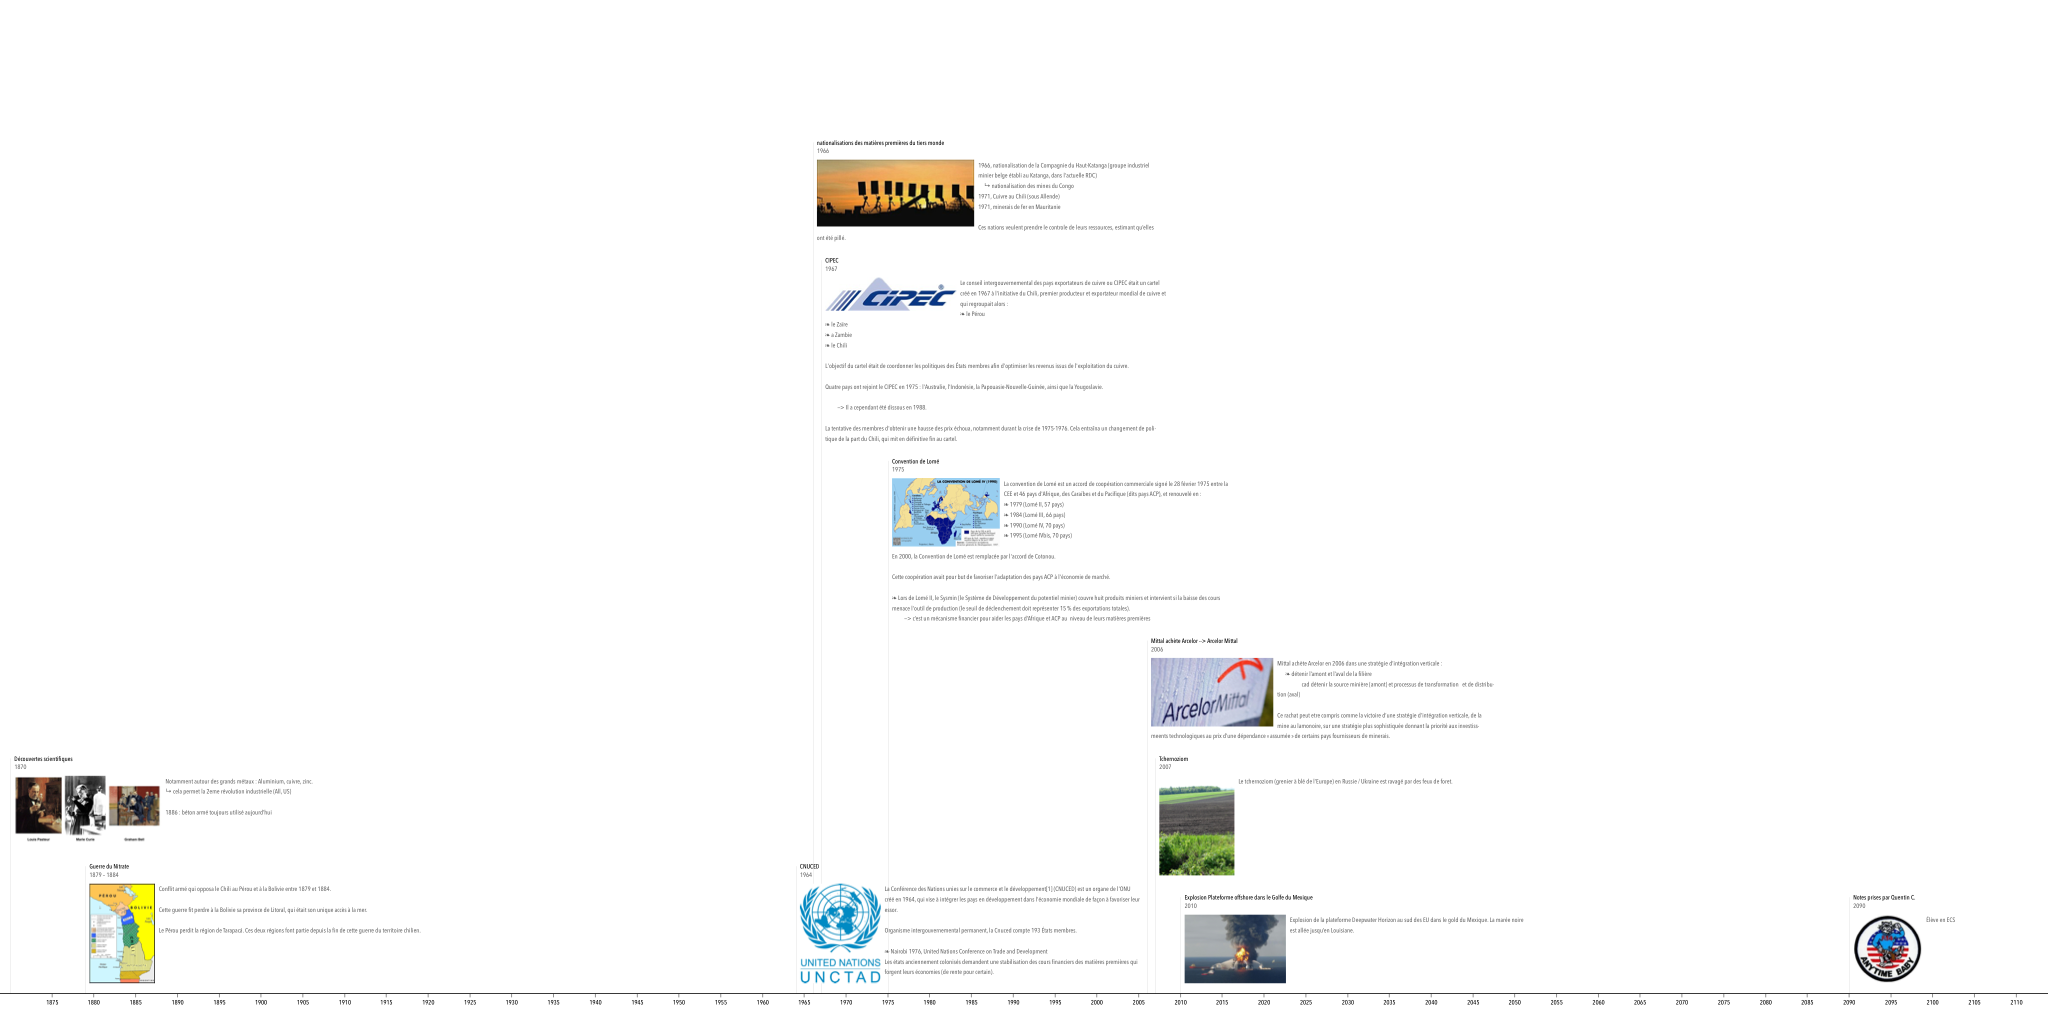 nationalisations des matières premières du tiers monde
1966
1966, nationalisation de la Compagnie du Haut-Katanga (groupe industriel
minier belge établi au Katanga, dans l'actuelle RDC)
↪ nationalisation des mines du Congo
1971, Cuivre au Chili (sous Allende)
1971, minerais de fer en Mauritanie
Ces nations veulent prendre le controle de leurs ressources, estimant qu'elles
ont été pillé.
CIPEC
1967
CIPEC®
Le conseil intergouvernemental des pays exportateurs de cuivre ou CIPEC était un cartel
créé en 1967 à l'initiative du Chili, premier producteur et exportateur mondial de cuivre et
qui regroupait alors :
❧ le Pérou
❧ le Zaïre
❧ a Zambie
❧ le Chili
L'objectif du cartel était de coordonner les politiques des États membres afin d'optimiser les revenus issus de l'exploitation du cuivre.
Quatre pays ont rejoint le CIPEC en 1975 : l'Australie, l'Indonésie, la Papouasie-Nouvelle-Guinée, ainsi que la Yougoslavie.
--> Il a cependant été dissous en 1988.
La tentative des membres d'obtenir une hausse des prix échoua, notamment durant la crise de 1975-1976. Cela entraîna un changement de poli-
tique de la part du Chili, qui mit en définitive fin au cartel.
Convention de Lomé
1975
LA CONVENTION DE LOMÉ IV (1990)
La convention de Lomé est un accord de coopération commerciale signé le 28 février 1975 entre la
CEE et 46 pays d'Afrique, des Caraïbes et du Pacifique (dits pays ACP), et renouvelé en :
❧ 1979 (Lomé II, 57 pays)
❧ 1984 (Lomé III, 66 pays)
❧ 1990 (Lomé IV, 70 pays)
❧ 1995 (Lomé IVbis, 70 pays)
En 2000, la Convention de Lomé est remplacée par l'accord de Cotonou.
Cette coopération avait pour but de favoriser l'adaptation des pays ACP à l'économie de marché.
❧ Lors de Lomé II, le Sysmin (le Système de Développement du potentiel minier) couvre huit produits miniers et intervient si la baisse des cours
menace l'outil de production (le seuil de déclenchement doit représenter 15 % des exportations totales).
--> c'est un mécanisme financier pour aider les pays d'Afrique et ACP au niveau de leurs matières premières
Mittal achète Arcelor --> Arcelor Mittal
2006
ArcelorMittal
Mittal achète Arcelor en 2006 dans une stratégie d'intégration verticale :
❧ détenir l'amont et l'aval de la filière
cad détenir la source minière (amont) et processus de transformation et de distribu-
tion (aval)
Ce rachat peut etre compris comme la victoire d'une stratégie d'intégration verticale, de la
mine au lamonoire, sur une stratégie plus sophistiquée donnant la priorité aux investiss-
ments technologiques au prix d'une dépendance « assumée » de certains pays fournisseurs de minerais.
Découvertes scientifiques
1870
Notamment autour des grands métaux : Aluminium, cuivre, zinc.
↪ cela permet la 2eme révolution industrielle (All, US)
1886 : béton armé toujours utilisé aujourd'hui
Louis Pasteur
Marie Curie
Graham Bell
Tchernoziom
2007
Le tchernoziom (grenier à blé de l'Europe) en Russie / Ukraine est ravagé par des feux de foret.
Guerre du Nitrate
1879 - 1884
PÉROU
BOLIVIE
Conflit armé qui opposa le Chili au Pérou et à la Bolivie entre 1879 et 1884.
Cette guerre fit perdre à la Bolivie sa province de Litoral, qui était son unique accès à la mer.
Le Pérou perdit la région de Tarapacá. Ces deux régions font partie depuis la fin de cette guerre du territoire chilien.
CNUCED
1964
UNITED NATIONS
UNCTAD
La Conférence des Nations unies sur le commerce et le développement[1] (CNUCED) est un organe de l'ONU
créé en 1964, qui vise à intégrer les pays en développement dans l'économie mondiale de façon à favoriser leur
essor.
Organisme intergouvernemental permanent, la Cnuced compte 193 États membres.
❧ Nairobi 1976, United Nations Conference on Trade and Development
Les états anciennement colonisés demandent une stabilisation des cours financiers des matières premières qui
forgent leurs économies (de rente pour certain).
Explosion Plateforme offshore dans le Golfe du Mexique
2010
Explosion de la plateforme Deepwater Horizon au sud des EU dans le gold du Mexique. La marée noire
est allée jusqu'en Louisiane.
Notes prises par Quentin C.
2090
ANYTIME BABY
Élève en ECS
1875 1880 1885 1890 1895 1900 1905 1910 1915 1920 1925 1930 1935 1940 1945 1950 1955 1960 1965 1970 1975 1980 1985 1990 1995 2000 2005 2010 2015 2020 2025 2030 2035 2040 2045 2050 2055 2060 2065 2070 2075 2080 2085 2090 2095 2100 2105 2110